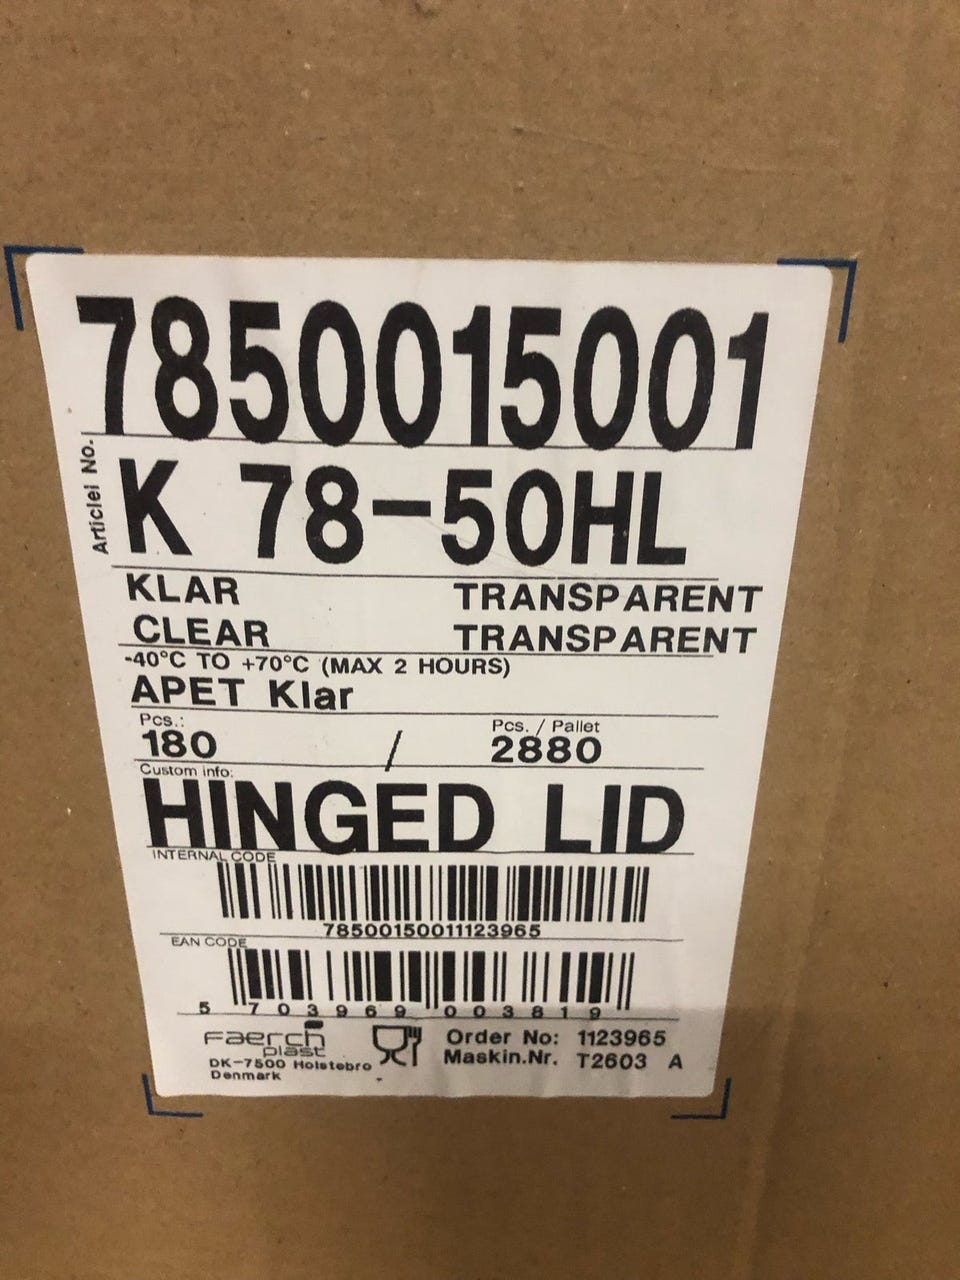 7850015001
Articlel No.
K 78-50HL
KLAR TRANSPARENT
CLEAR TRANSPARENT
-40°C TO +70°C (MAX 2 HOURS)
APET Klar
Pcs.: Pcs. / Pallet
180 / 2880
Custom info:
HINGED LID
INTERNAL CODE
78500150011123965
EAN CODE
5 703969 003819
faerch
plast
DK-7500 Holstebro
Denmark
Order No: 1123965
Maskin.Nr. T2603 A